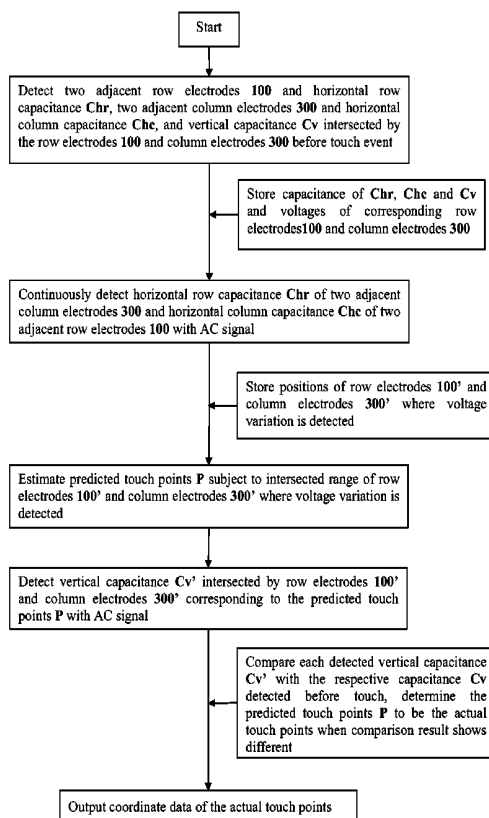 Start
Detect two adjacent row electrodes 100 and horizontal row
capacitance Chr, two adjacent column electrodes 300 and horizontal
column capacitance Chc, and vertical capacitance Cv intersected by
the row electrodes 100 and column electrodes 300 before touch event
Store capacitance of Chr, Chc and Cv
and voltages of corresponding row
electrodes100 and column electrodes 300
Continuously detect horizontal row capacitance Chr of two adjacent
column electrodes 300 and horizontal column capacitance Chc of two
adjacent row electrodes 100 with AC signal
Store positions of row electrodes 100' and
column electrodes 300' where voltage
variation is detected
Estimate predicted touch points P subject to intersected range of row
electrodes 100' and column electrodes 300' where voltage variation is
detected
Detect vertical capacitance Cv' intersected by row electrodes 100'
and column electrodes 300' corresponding to the predicted touch
points P with AC signal
Compare each detected vertical capacitance
Cv' with the respective capacitance Cv
detected before touch, determine the
predicted touch points P to be the actual
touch points when comparison result shows
different
Output coordinate data of the actual touch points